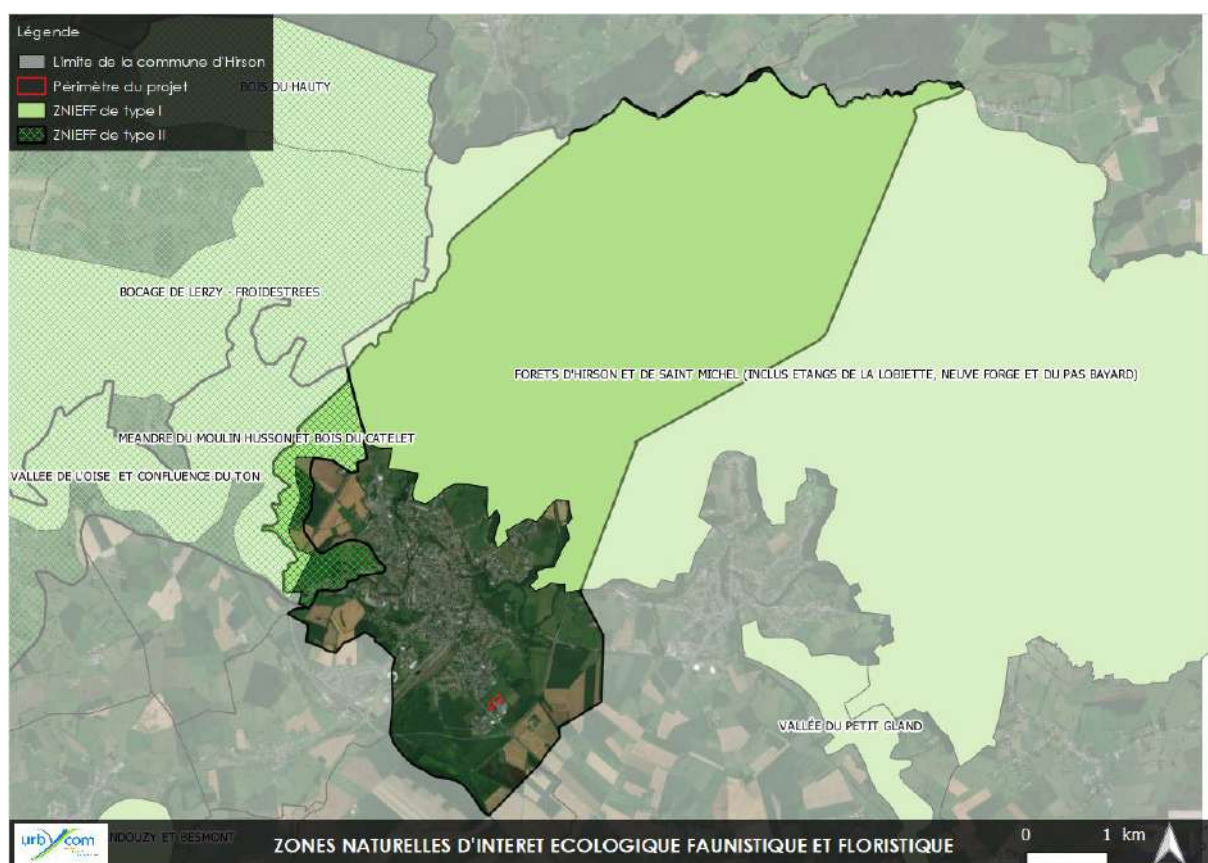 Légende
Limite de la commune d'Hirson
Périmètre du projet
ZNIEFF de type I
ZNIEFF de type II
BOIS DU HAUTY
BOCAGE DE LERZY - FROIDESTREES
FORETS D'HIRSON ET DE SAINT MICHEL (INCLUS ETANGS DE LA LOBIETTE, NEUVE FORGE ET DU PAS BAYARD)
MEANDRE DU MOULIN HUSSON ET BOIS DU CATELET
VALLEE DE L'OISE ET CONFLUENCE DU TON
VALLÉE DU PETIT GLAND
urbycom
NDOUZY ET BESMONT
ZONES NATURELLES D'INTERET ECOLOGIQUE FAUNISTIQUE ET FLORISTIQUE
0 1 km